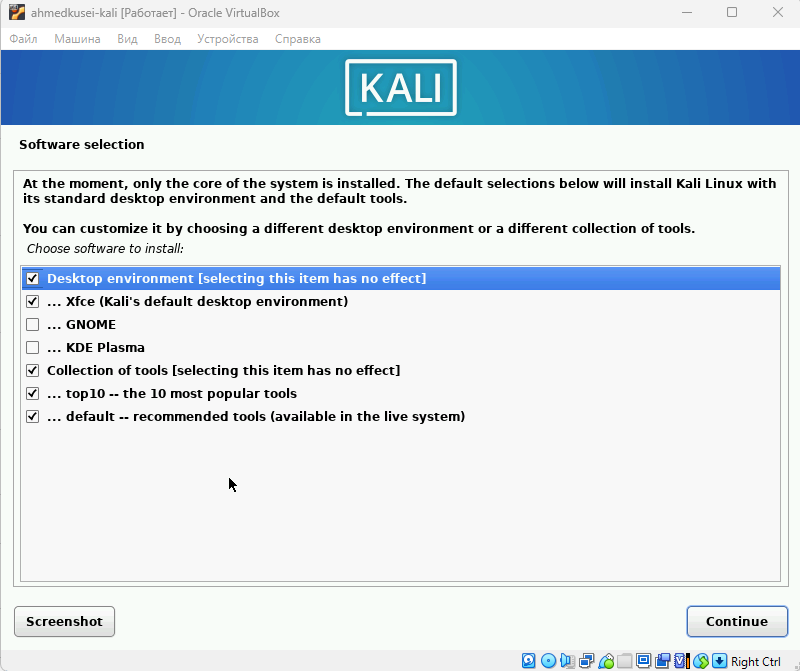 ahmedkusei-kali [Работает] - Oracle VirtualBox
Файл Машина Вид Ввод Устройства Справка
KALI
Software selection
At the moment, only the core of the system is installed. The default selections below will install Kali Linux with
its standard desktop environment and the default tools.
You can customize it by choosing a different desktop environment or a different collection of tools.
Choose software to install:
Desktop environment [selecting this item has no effect]
... Xfce (Kali's default desktop environment)
... GNOME
... KDE Plasma
Collection of tools [selecting this item has no effect]
... top10 -- the 10 most popular tools
... default -- recommended tools (available in the live system)
Screenshot Continue
Right Ctrl